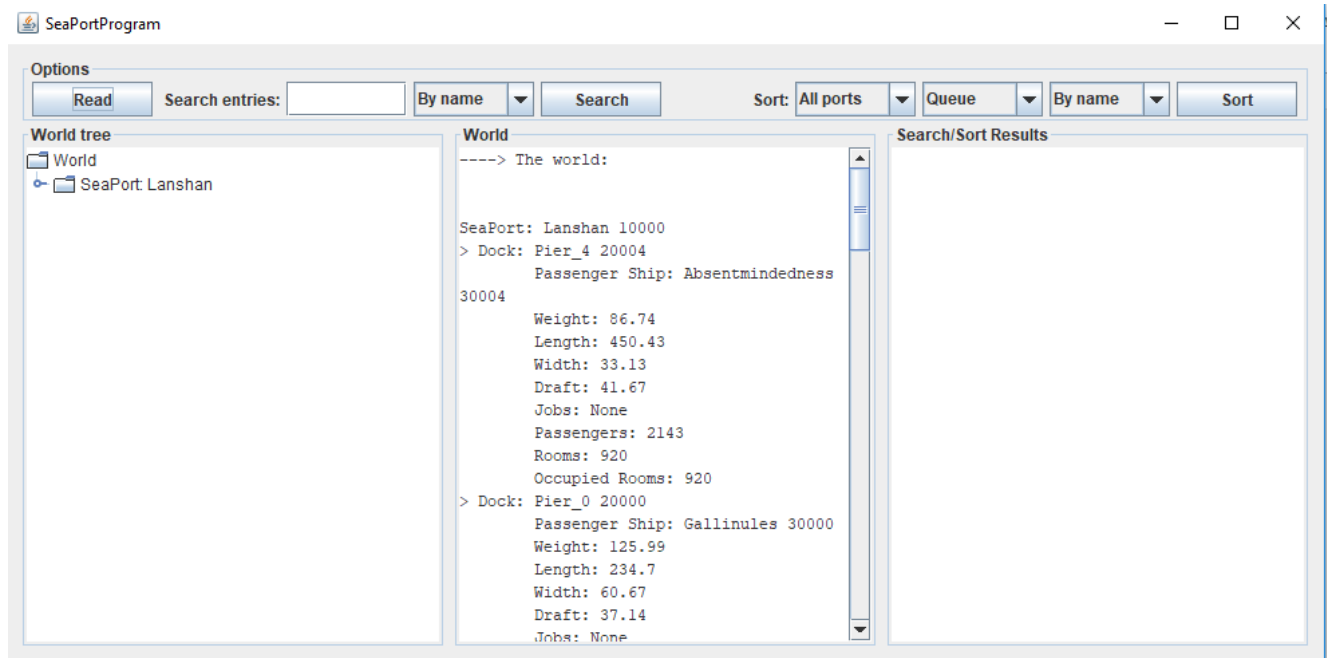 SeaPortProgram
Options
Read Search entries: By name Search Sort: All ports Queue By name Sort
World tree
World
SeaPort: Lanshan
World
----> The world:
SeaPort: Lanshan 10000
> Dock: Pier_4 20004
Passenger Ship: Absentmindedness
30004
Weight: 86.74
Length: 450.43
Width: 33.13
Draft: 41.67
Jobs: None
Passengers: 2143
Rooms: 920
Occupied Rooms: 920
> Dock: Pier_0 20000
Passenger Ship: Gallinules 30000
Weight: 125.99
Length: 234.7
Width: 60.67
Draft: 37.14
Jobs: None
Search/Sort Results